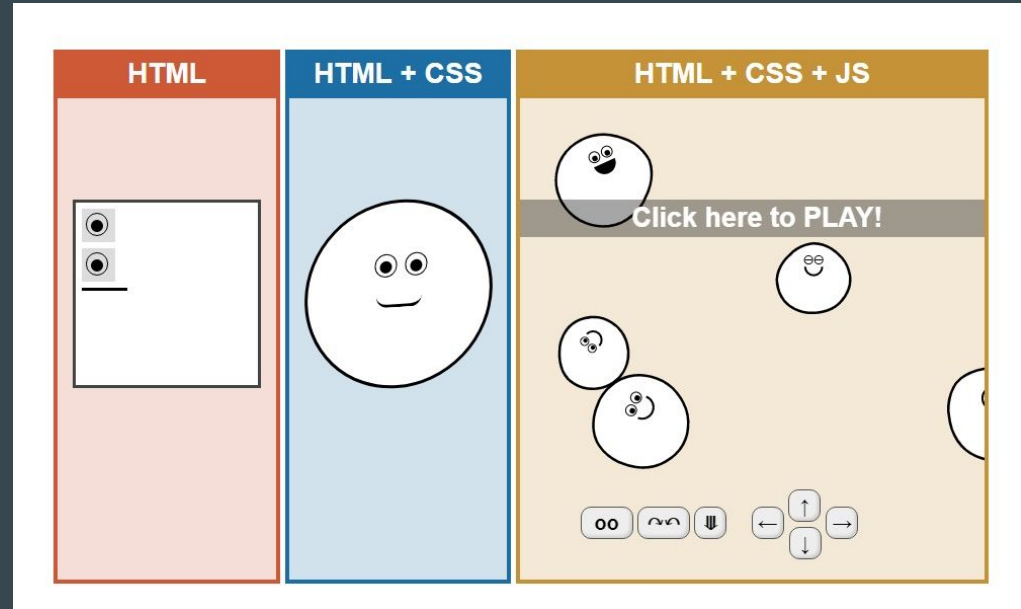 HTML
HTML + CSS
HTML + CSS + JS
Click here to PLAY!
oo
← ↑ ↓ →